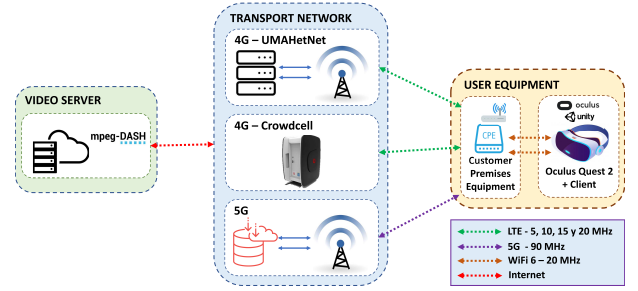 TRANSPORT NETWORK
4G – UMAHetNet
VIDEO SERVER
mpeg-DASH
4G – Crowdcell
5G
USER EQUIPMENT
CPE
Customer
Premises
Equipment
oculus
unity
Oculus Quest 2
+ Client
LTE - 5, 10, 15 y 20 MHz
5G - 90 MHz
WiFi 6 – 20 MHz
Internet